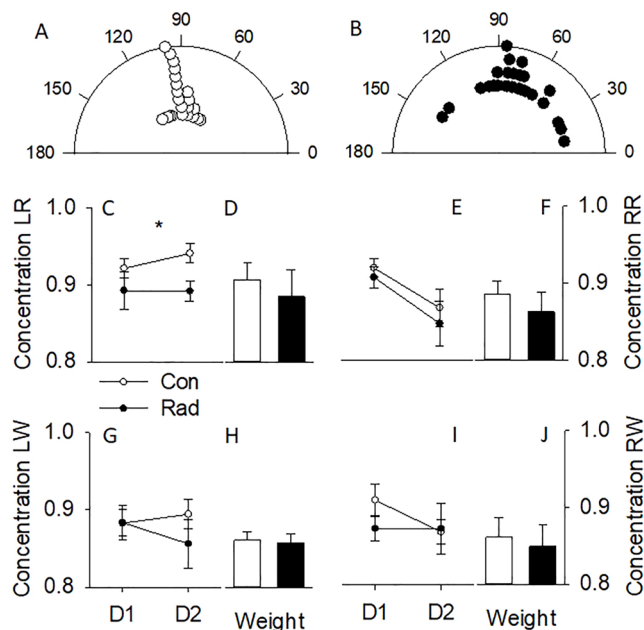 A 90 B 90
120 60 120 60
150 30 150 30
180 0 180 0
Concentration LR 1.0 0.9 0.8 C * D E F 1.0 0.9 0.8 Concentration RR
Con
Rad
Concentration LW 1.0 0.9 0.8 G H I J 1.0 0.9 0.8 Concentration RW
D1 D2 Weight D1 D2 Weight